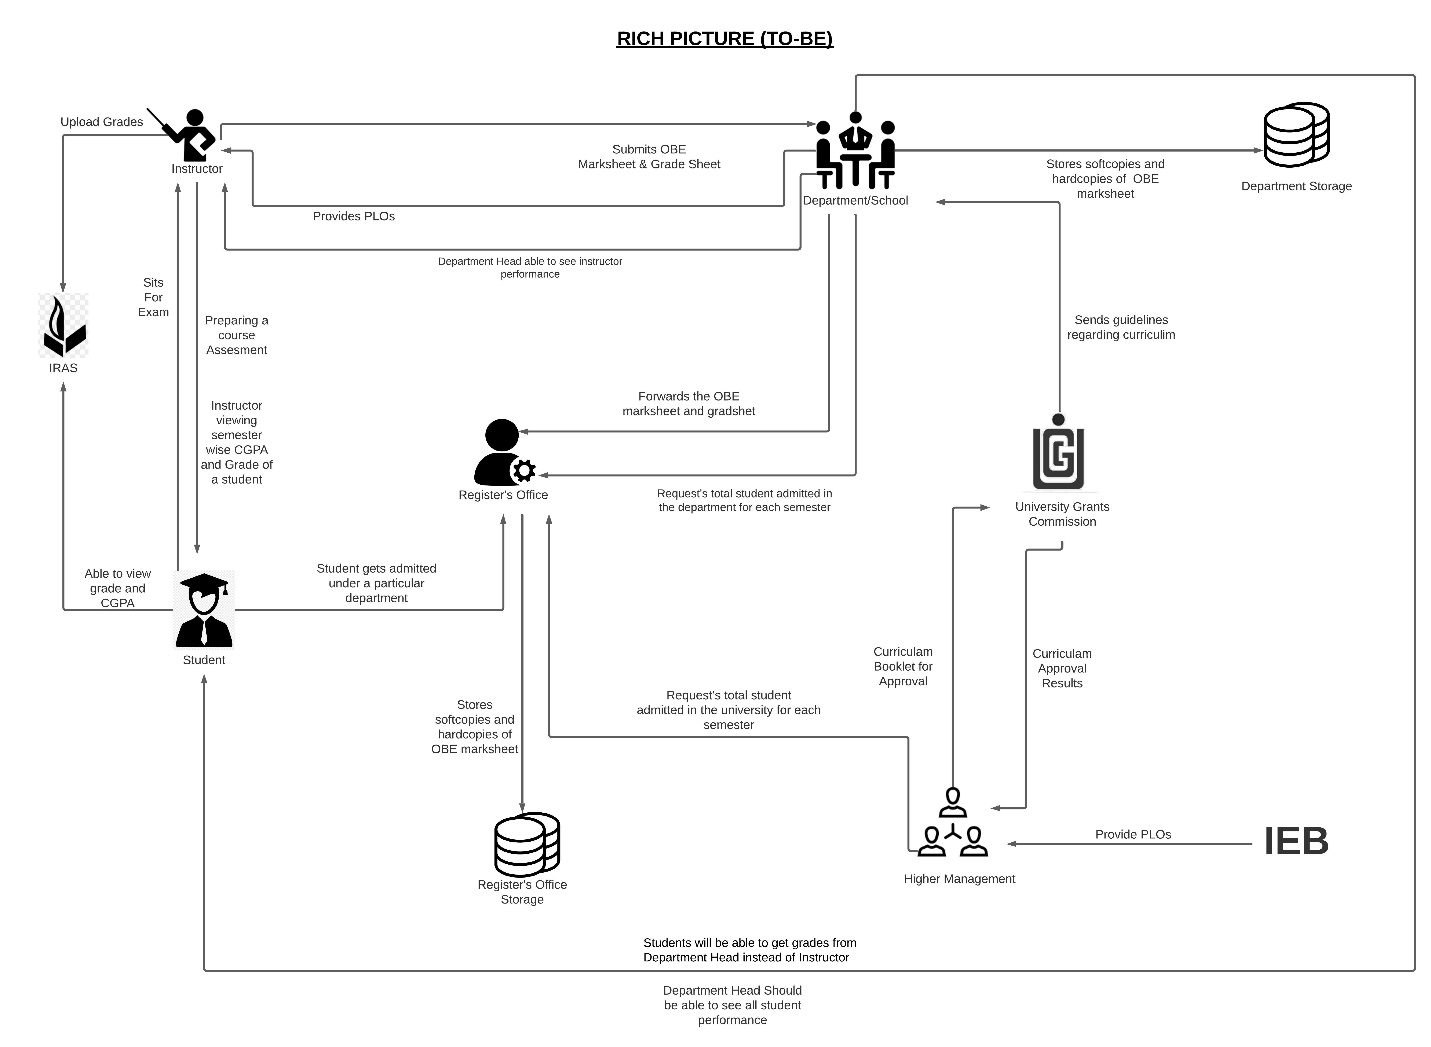 RICH PICTURE (TO-BE)
Upload Grades
Instructor
Submits OBE
Marksheet & Grade Sheet
Department/School
Stores softcopies and
hardcopies of  OBE
marksheet
Department Storage
Provides PLOs
Department Head able to see instructor
performance
Sits
For
Exam
Preparing a
course
Assesment
IRAS
Sends guidelines
regarding curriculim
Instructor
viewing
semester
wise CGPA
and Grade of
a student
Forwards the OBE
marksheet and gradshet
Register's Office
Request's total student admitted in
the department for each semester
UGC
University Grants
Commission
Able to view
grade and
CGPA
Student gets admitted
under a particular
department
Student
Curriculam
Booklet for
Approval
Curriculam
Approval
Results
Stores
softcopies and
hardcopies of
OBE marksheet
Request's total student
admitted in the university for each
semester
Provide PLOs
IEB
Higher Management
Register's Office
Storage
Students will be able to get grades from
Department Head instead of Instructor
Department Head Should
be able to see all student
performance